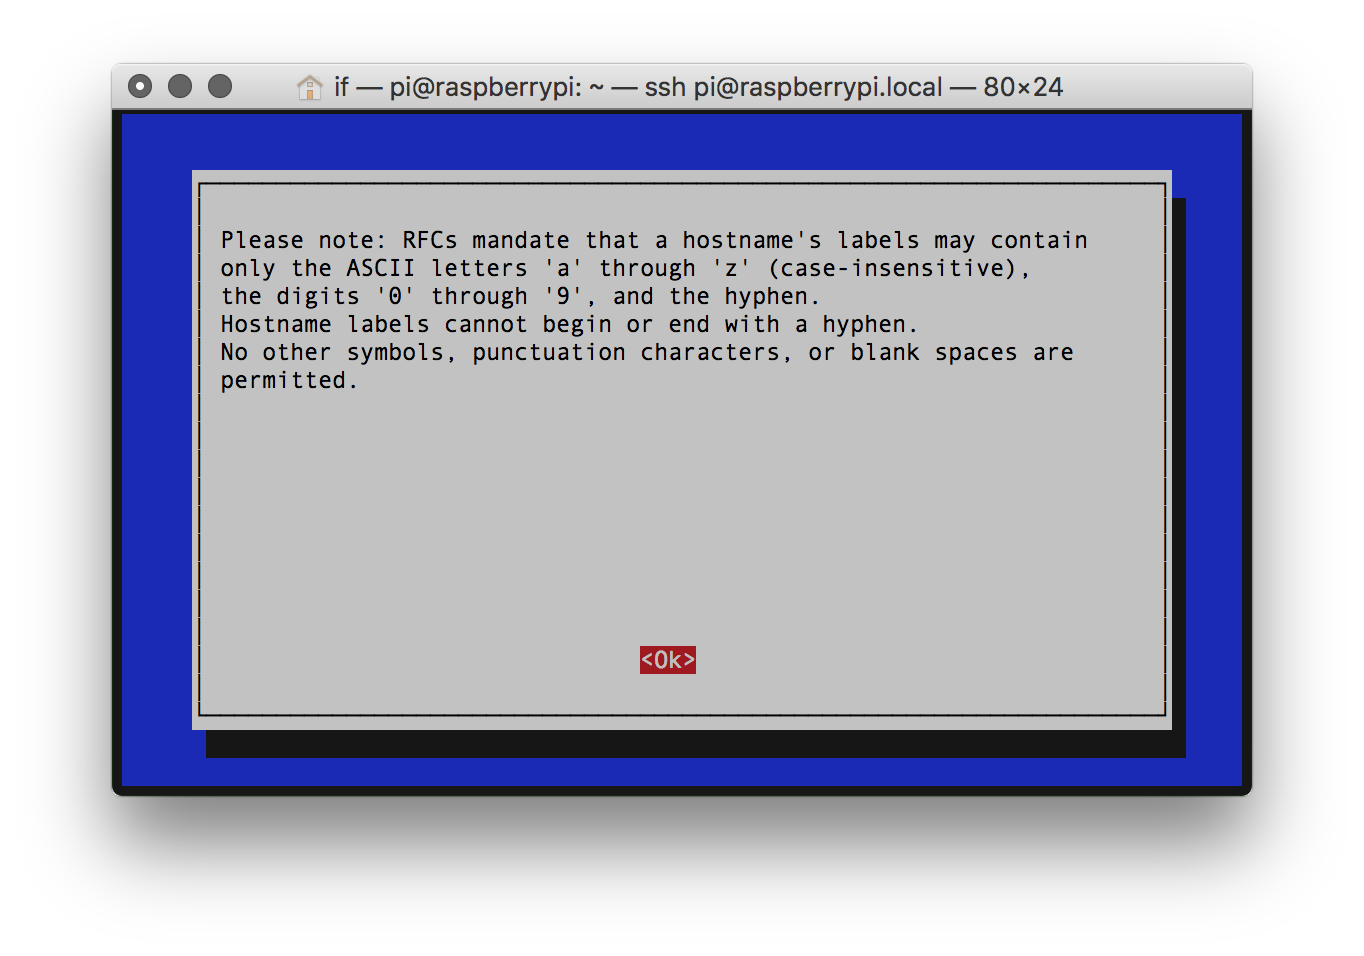 if — pi@raspberrypi: ~ — ssh pi@raspberrypi.local — 80×24
Please note: RFCs mandate that a hostname's labels may contain
only the ASCII letters 'a' through 'z' (case-insensitive),
the digits '0' through '9', and the hyphen.
Hostname labels cannot begin or end with a hyphen.
No other symbols, punctuation characters, or blank spaces are
permitted.
<Ok>